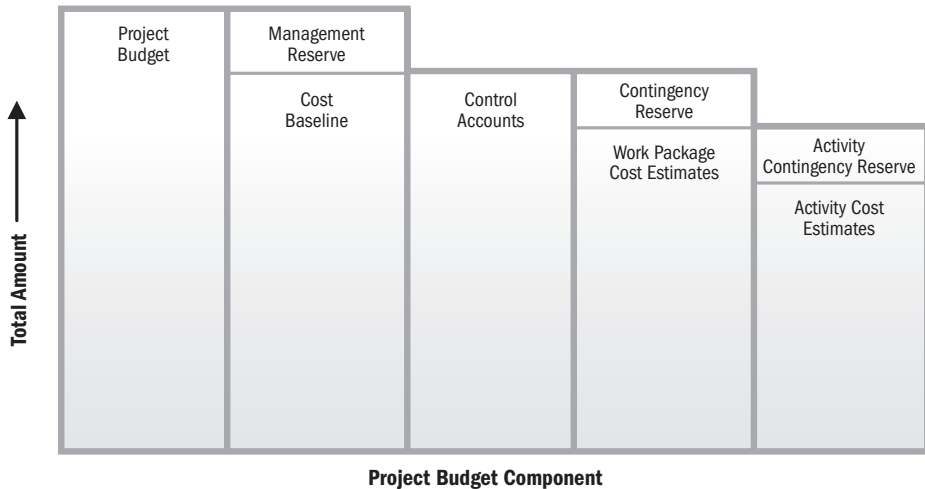 Project
Budget
Management
Reserve
Cost
Baseline
Control
Accounts
Contingency
Reserve
Work Package
Cost Estimates
Activity
Contingency Reserve
Activity Cost
Estimates
Total Amount
Project Budget Component